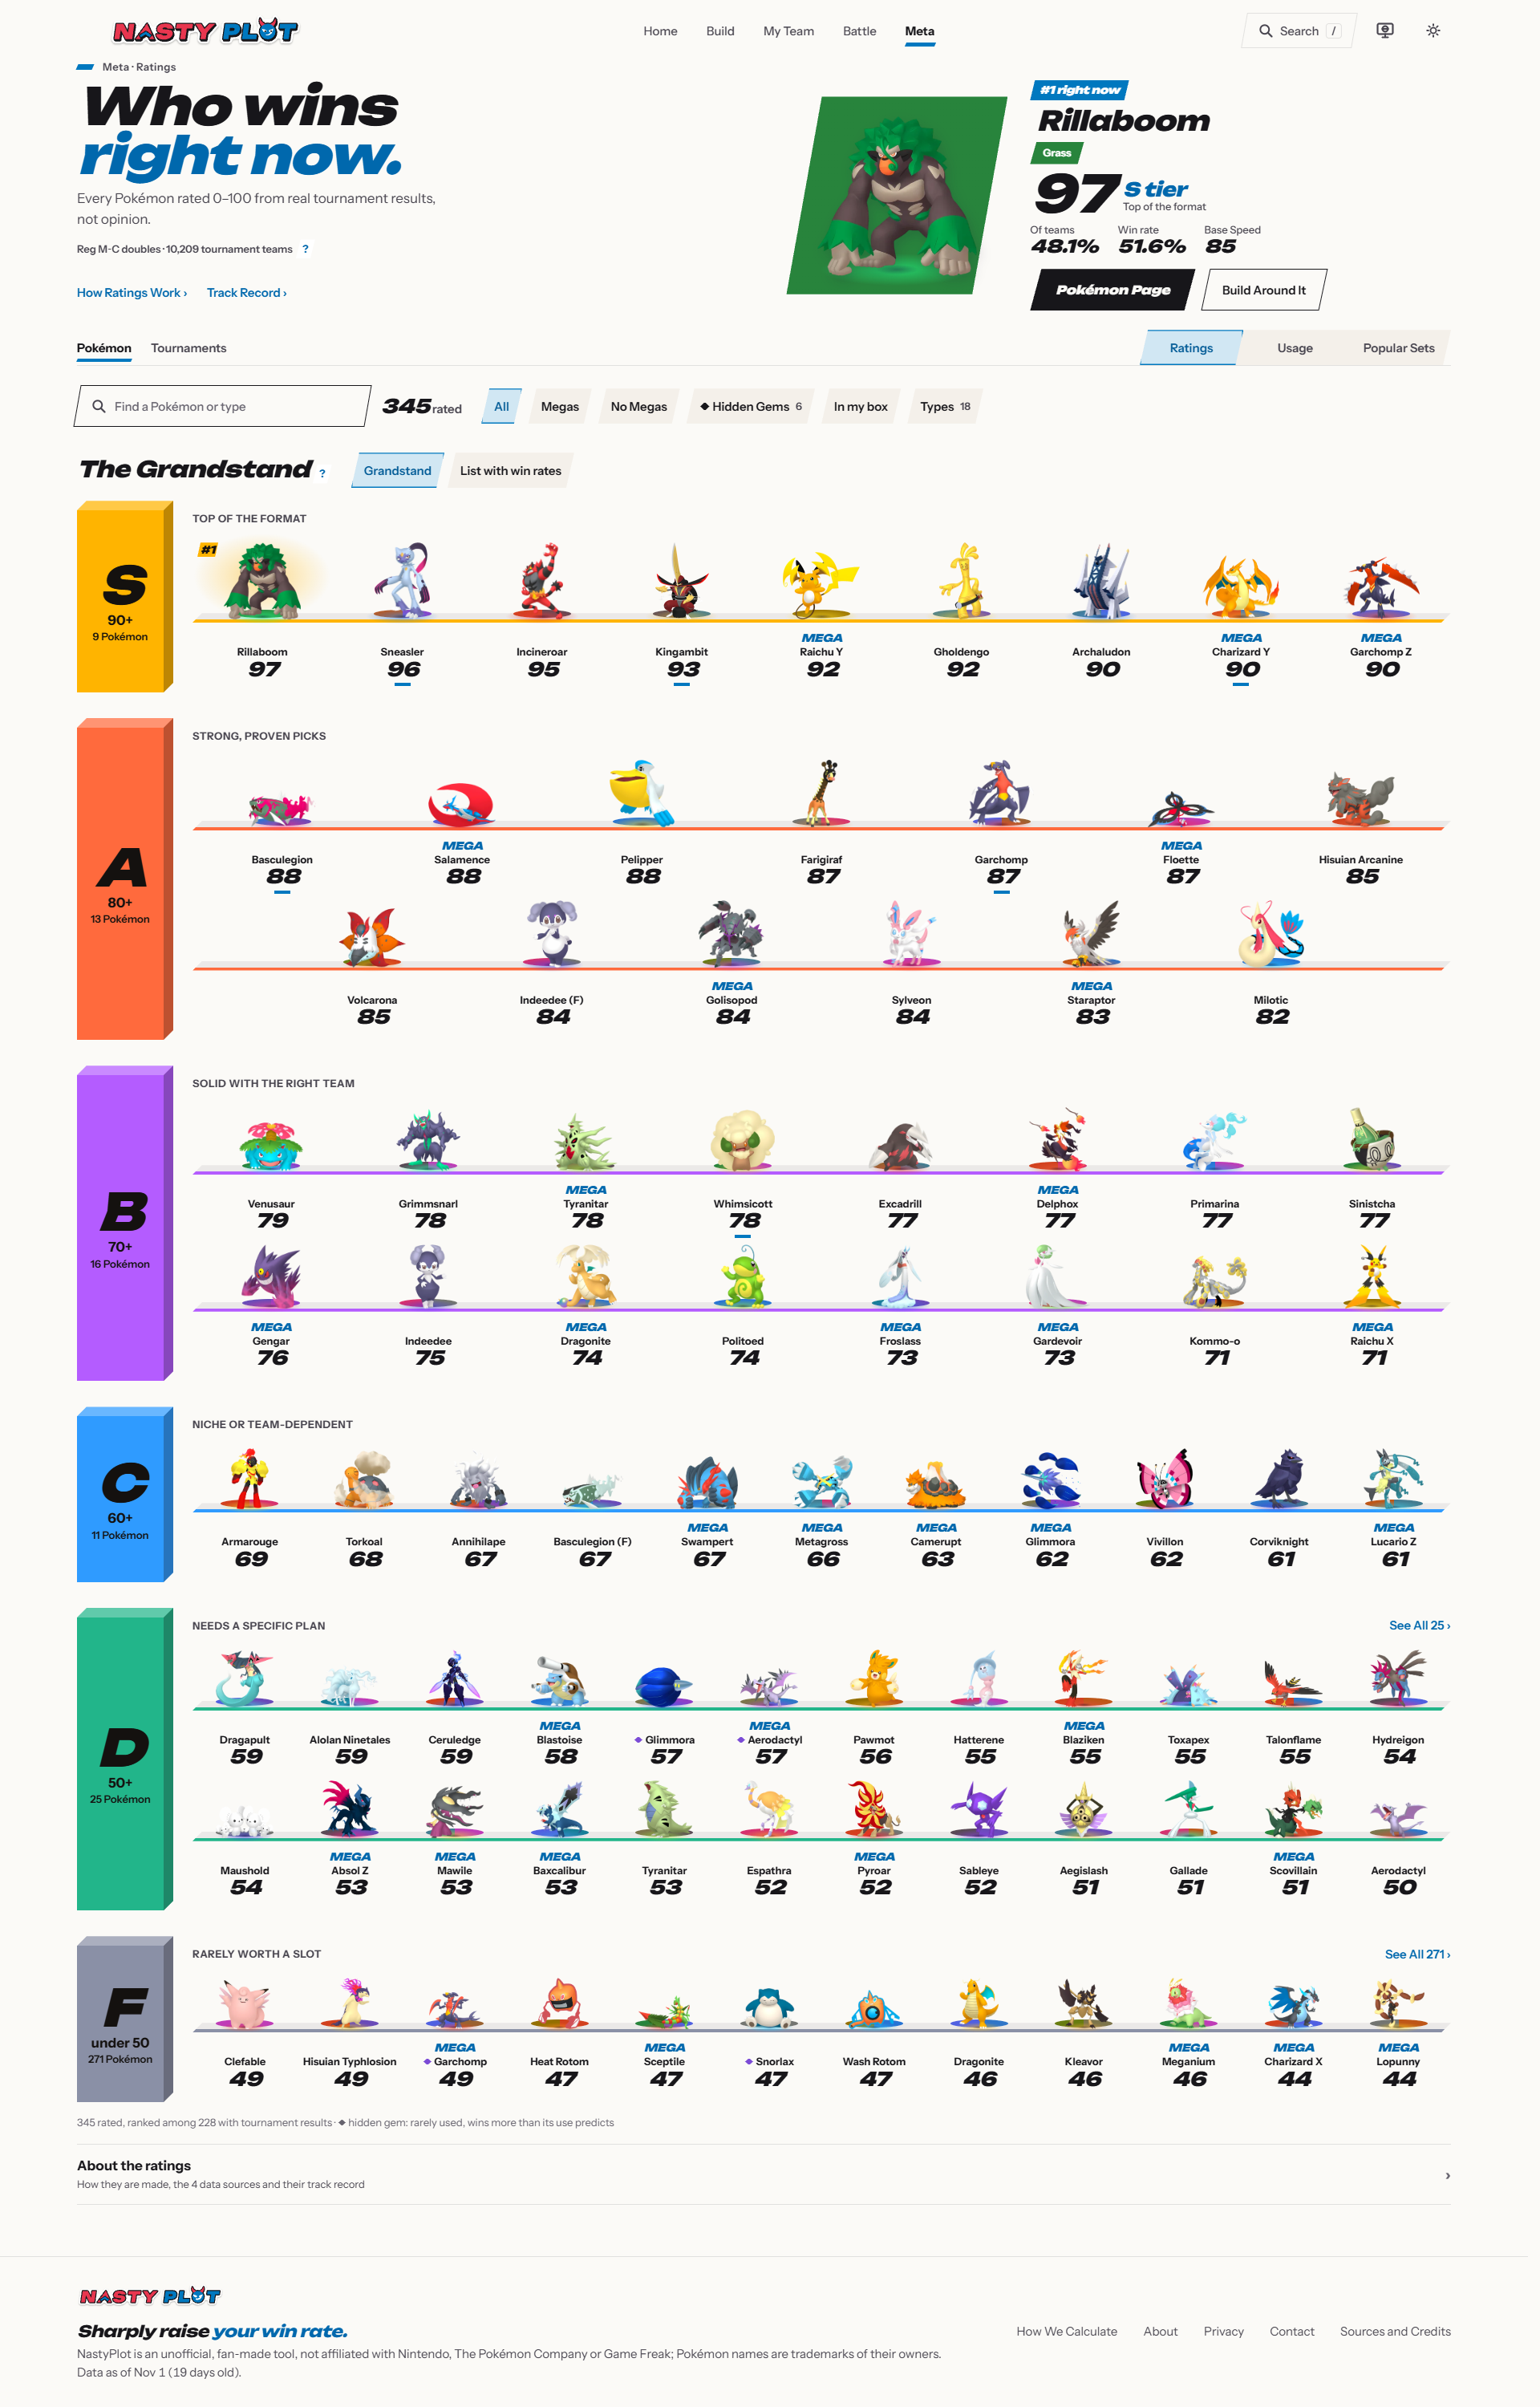 NASTY PLOT
Home Build My Team Battle Meta
Search /
Meta · Ratings
Who wins
right now.
Every Pokémon rated 0–100 from real tournament results,
not opinion.
Reg M-C doubles · 10,209 tournament teams ?
How Ratings Work › Track Record ›
#1 right now
Rillaboom
Grass
97 S tier
Top of the format
Of teams Win rate Base Speed
48.1% 51.6% 85
Pokémon Page Build Around It
Pokémon Tournaments
Ratings Usage Popular Sets
Find a Pokémon or type
345 rated
All Megas No Megas Hidden Gems 6 In my box Types 18
The Grandstand ?
Grandstand List with win rates
S
90+
9 Pokémon
TOP OF THE FORMAT
#1
MEGA MEGA MEGA
Rillaboom Sneasler Incineroar Kingambit Raichu Y Gholdengo Archaludon Charizard Y Garchomp Z
97 96 95 93 92 92 90 90 90
A
80+
13 Pokémon
STRONG, PROVEN PICKS
MEGA MEGA
Basculegion Salamence Pelipper Farigiraf Garchomp Floette Hisuian Arcanine
88 88 88 87 87 87 85
MEGA MEGA
Volcarona Indeedee (F) Golisopod Sylveon Staraptor Milotic
85 84 84 84 83 82
B
70+
16 Pokémon
SOLID WITH THE RIGHT TEAM
MEGA MEGA
Venusaur Grimmsnarl Tyranitar Whimsicott Excadrill Delphox Primarina Sinistcha
79 78 78 78 77 77 77 77
MEGA MEGA MEGA MEGA MEGA
Gengar Indeedee Dragonite Politoed Froslass Gardevoir Kommo-o Raichu X
76 75 74 74 73 73 71 71
C
60+
11 Pokémon
NICHE OR TEAM-DEPENDENT
MEGA MEGA MEGA MEGA MEGA
Armarouge Torkoal Annihilape Basculegion (F) Swampert Metagross Camerupt Glimmora Vivillon Corviknight Lucario Z
69 68 67 67 67 66 63 62 62 61 61
D
50+
25 Pokémon
NEEDS A SPECIFIC PLAN
See All 25 ›
MEGA MEGA MEGA
Dragapult Alolan Ninetales Ceruledge Blastoise Glimmora Aerodactyl Pawmot Hatterene Blaziken Toxapex Talonflame Hydreigon
59 59 59 58 57 57 56 55 55 55 55 54
MEGA MEGA MEGA MEGA MEGA
Maushold Absol Z Mawile Baxcalibur Tyranitar Espathra Pyroar Sableye Aegislash Gallade Scovillain Aerodactyl
54 53 53 53 53 52 52 52 51 51 51 50
F
under 50
271 Pokémon
RARELY WORTH A SLOT
See All 271 ›
MEGA MEGA MEGA MEGA MEGA
Clefable Hisuian Typhlosion Garchomp Heat Rotom Sceptile Snorlax Wash Rotom Dragonite Kleavor Meganium Charizard X Lopunny
49 49 49 47 47 47 47 46 46 46 44 44
345 rated, ranked among 228 with tournament results · hidden gem: rarely used, wins more than its use predicts
About the ratings
How they are made, the 4 data sources and their track record
NASTY PLOT
Sharply raise your win rate.
NastyPlot is an unofficial, fan-made tool, not affiliated with Nintendo, The Pokémon Company or Game Freak; Pokémon names are trademarks of their owners.
Data as of Nov 1 (19 days old).
How We Calculate About Privacy Contact Sources and Credits